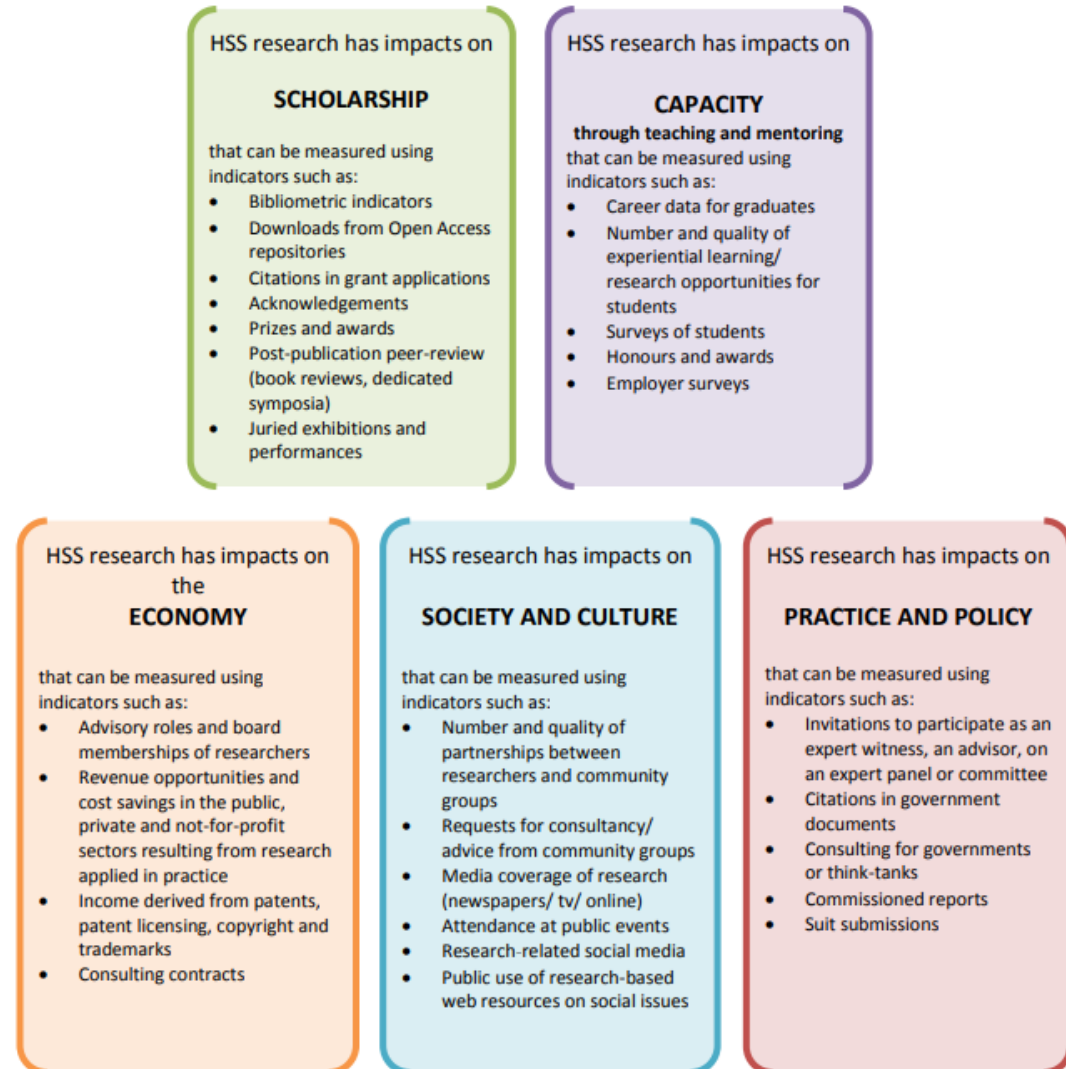 HSS research has impacts on
SCHOLARSHIP
that can be measured using
indicators such as:
• Bibliometric indicators
• Downloads from Open Access
repositories
• Citations in grant applications
• Acknowledgements
• Prizes and awards
• Post-publication peer-review
(book reviews, dedicated
symposia)
• Juried exhibitions and
performances
HSS research has impacts on
CAPACITY
through teaching and mentoring
that can be measured using
indicators such as:
• Career data for graduates
• Number and quality of
experiential learning/
research opportunities for
students
• Surveys of students
• Honours and awards
• Employer surveys
HSS research has impacts on
the
ECONOMY
that can be measured using
indicators such as:
• Advisory roles and board
memberships of researchers
• Revenue opportunities and
cost savings in the public,
private and not-for-profit
sectors resulting from research
applied in practice
• Income derived from patents,
patent licensing, copyright and
trademarks
• Consulting contracts
HSS research has impacts on
SOCIETY AND CULTURE
that can be measured using
indicators such as:
• Number and quality of
partnerships between
researchers and community
groups
• Requests for consultancy/
advice from community groups
• Media coverage of research
(newspapers/ tv/ online)
• Attendance at public events
• Research-related social media
• Public use of research-based
web resources on social issues
HSS research has impacts on
PRACTICE AND POLICY
that can be measured using
indicators such as:
• Invitations to participate as an
expert witness, an advisor, on
an expert panel or committee
• Citations in government
documents
• Consulting for governments
or think-tanks
• Commissioned reports
• Suit submissions